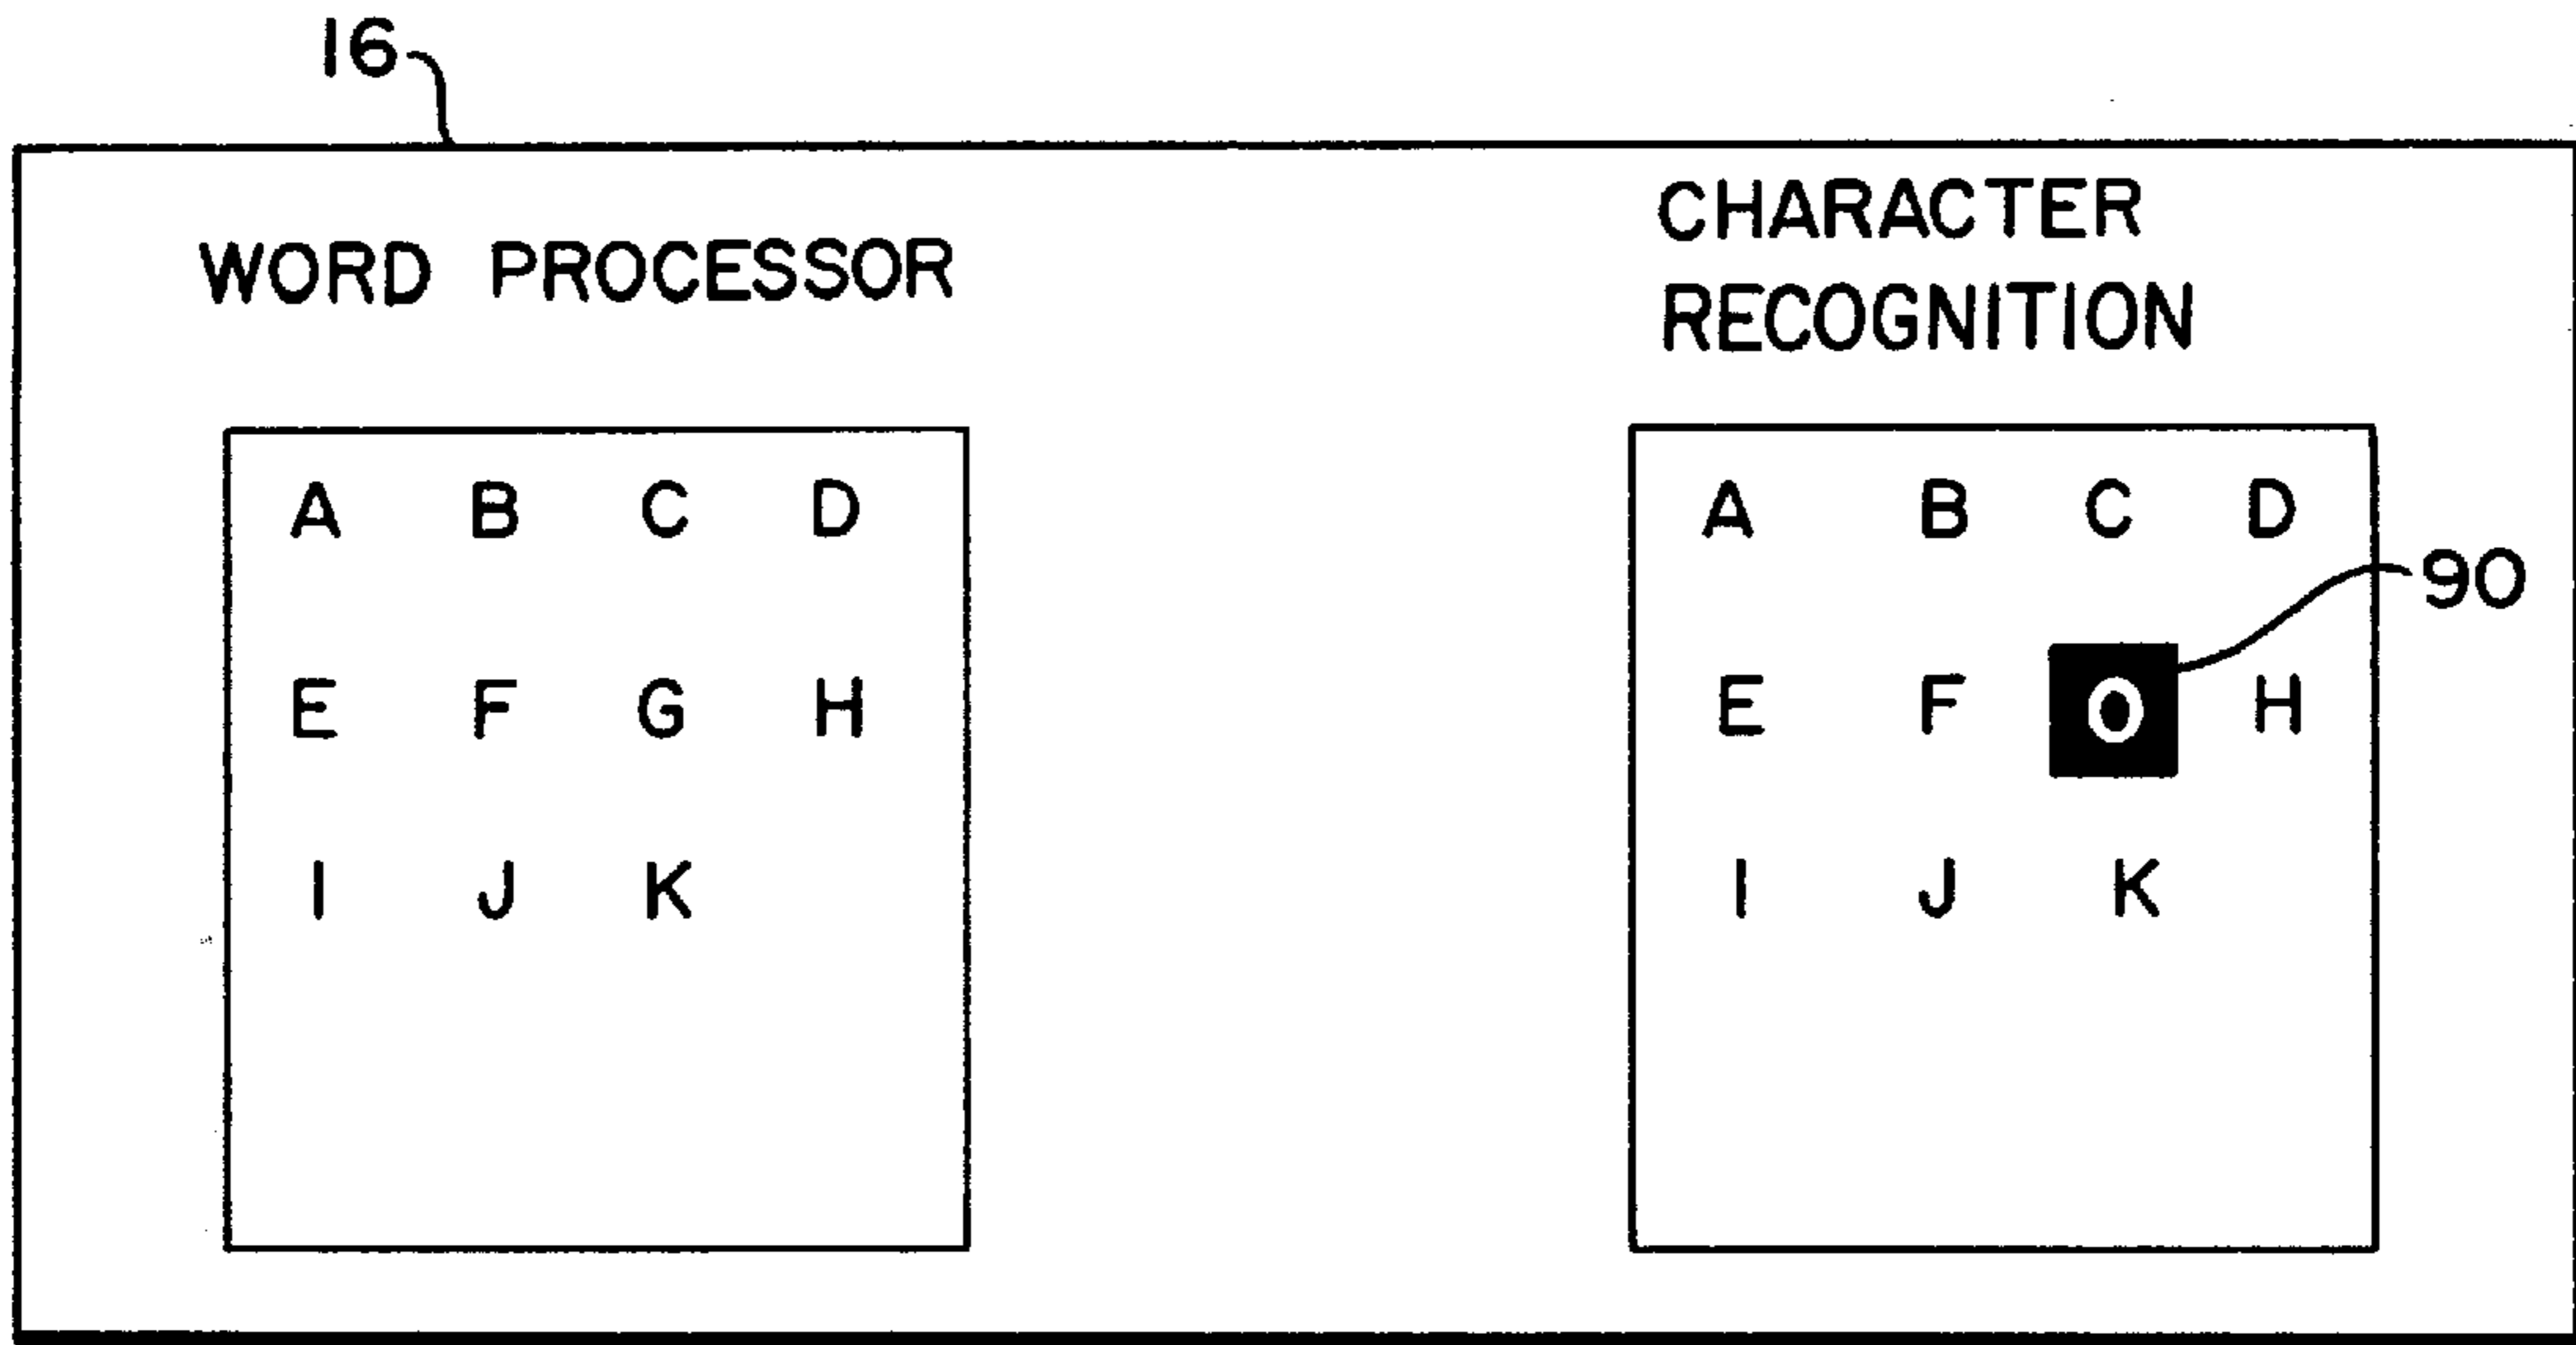 16
WORD PROCESSOR
A B C D
E F G H
I J K
CHARACTER
RECOGNITION
A B C D
90
E F O H
I J K